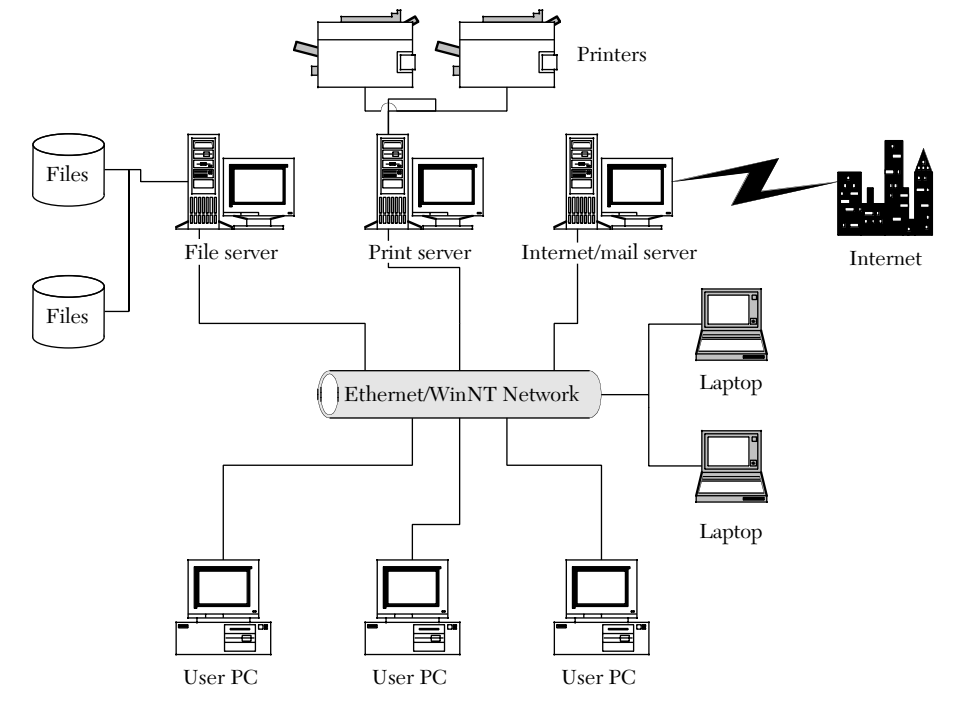 Printers
Files
File server
Print server
Internet/mail server
Internet
Files
Laptop
Ethernet/WinNT Network
Laptop
User PC
User PC
User PC